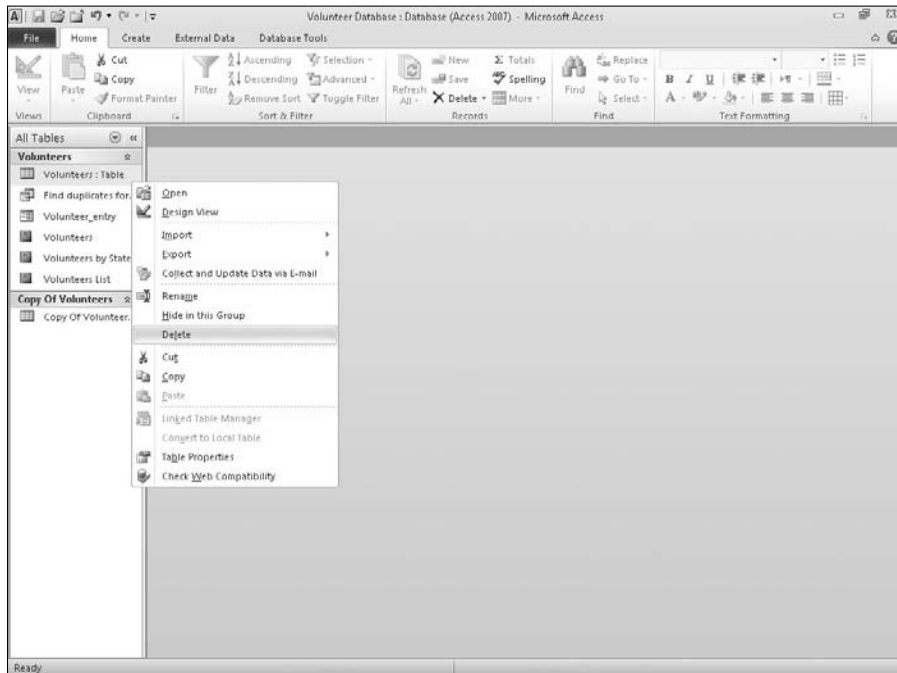 Volunteer Database : Database (Access 2007) - Microsoft Access
File Home Create External Data Database Tools
View
Views
Paste
Cut
Copy
Format Painter
Clipboard
Filter
Ascending
Descending
Remove Sort
Selection
Advanced
Toggle Filter
Sort & Filter
Refresh
All
New
Save
Delete
Totals
Spelling
More
Records
Find
Replace
Go To
Select
Find
B I U
A
Text Formatting
All Tables
Volunteers
Volunteers : Table
Find duplicates for...
Volunteer_entry
Volunteers
Volunteers by State
Volunteers List
Copy Of Volunteers
Copy Of Volunteer...
Open
Design View
Import
Export
Collect and Update Data via E-mail
Rename
Hide in this Group
Delete
Cut
Copy
Paste
Linked Table Manager
Convert to Local Table
Table Properties
Check Web Compatibility
Ready